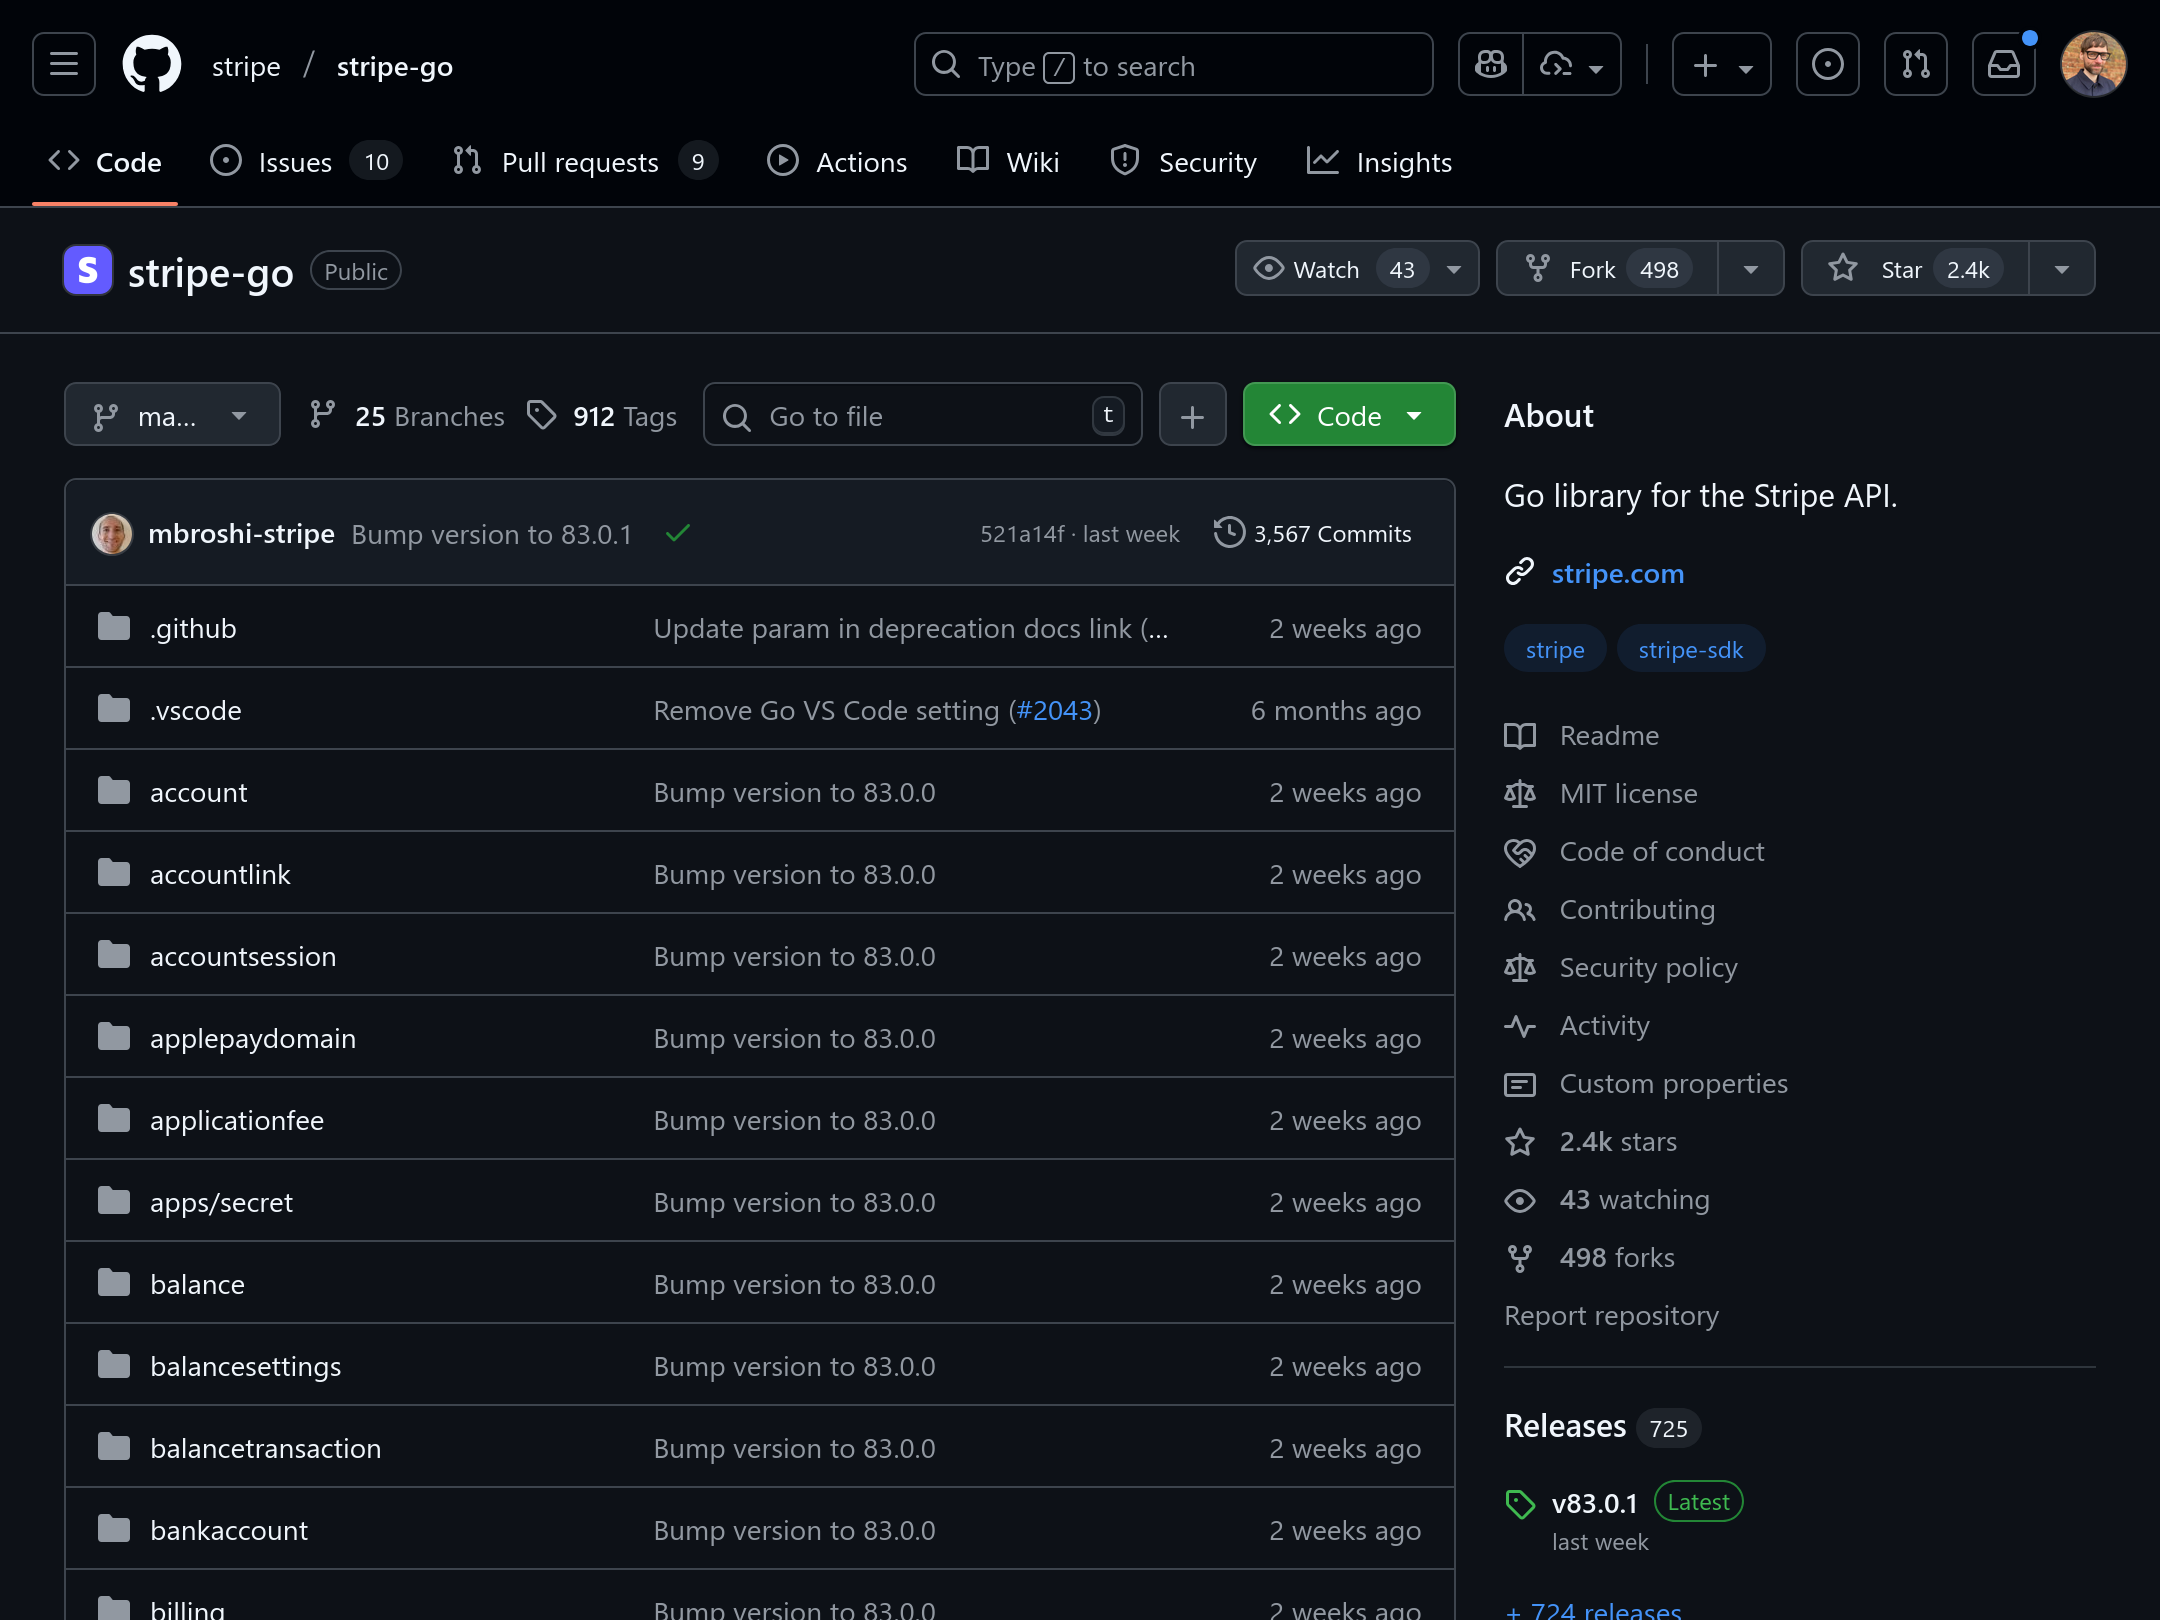 stripe / stripe-go
Type / to search
Code Issues 10 Pull requests 9 Actions Wiki Security Insights
S stripe-go Public
Watch 43 Fork 498 Star 2.4k
ma... 25 Branches 912 Tags Go to file t Code
mbroshi-stripe Bump version to 83.0.1 521a14f · last week 3,567 Commits
.github Update param in deprecation docs link (... 2 weeks ago
.vscode Remove Go VS Code setting (#2043) 6 months ago
account Bump version to 83.0.0 2 weeks ago
accountlink Bump version to 83.0.0 2 weeks ago
accountsession Bump version to 83.0.0 2 weeks ago
applepaydomain Bump version to 83.0.0 2 weeks ago
applicationfee Bump version to 83.0.0 2 weeks ago
apps/secret Bump version to 83.0.0 2 weeks ago
balance Bump version to 83.0.0 2 weeks ago
balancesettings Bump version to 83.0.0 2 weeks ago
balancetransaction Bump version to 83.0.0 2 weeks ago
bankaccount Bump version to 83.0.0 2 weeks ago
billing Bump version to 83.0.0 2 weeks ago
About
Go library for the Stripe API.
stripe.com
stripe stripe-sdk
Readme
MIT license
Code of conduct
Contributing
Security policy
Activity
Custom properties
2.4k stars
43 watching
498 forks
Report repository
Releases 725
v83.0.1 Latest
last week
+ 724 releases